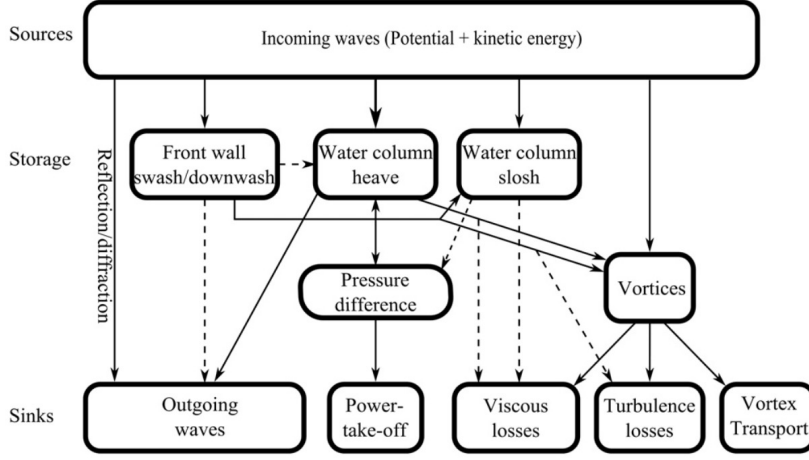 Sources
Incoming waves (Potential + kinetic energy)
Storage
Reflection/diffraction
Front wall
swash/downwash
Water column
heave
Water column
slosh
Pressure
difference
Vortices
Sinks
Outgoing
waves
Power-
take-off
Viscous
losses
Turbulence
losses
Vortex
Transport